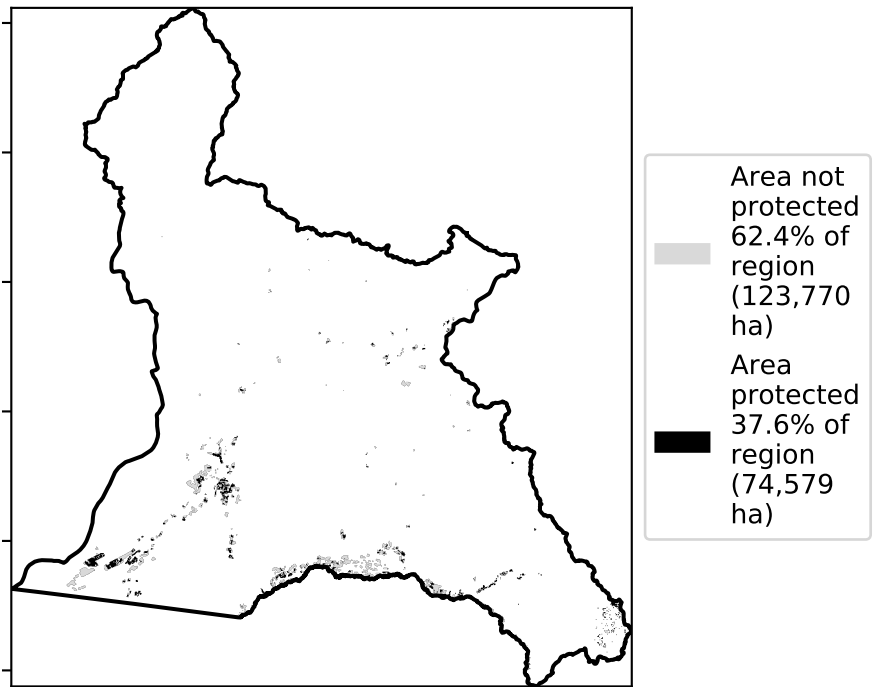 Area not
protected
62.4% of
region
(123,770
ha)
Area
protected
37.6% of
region
(74,579
ha)